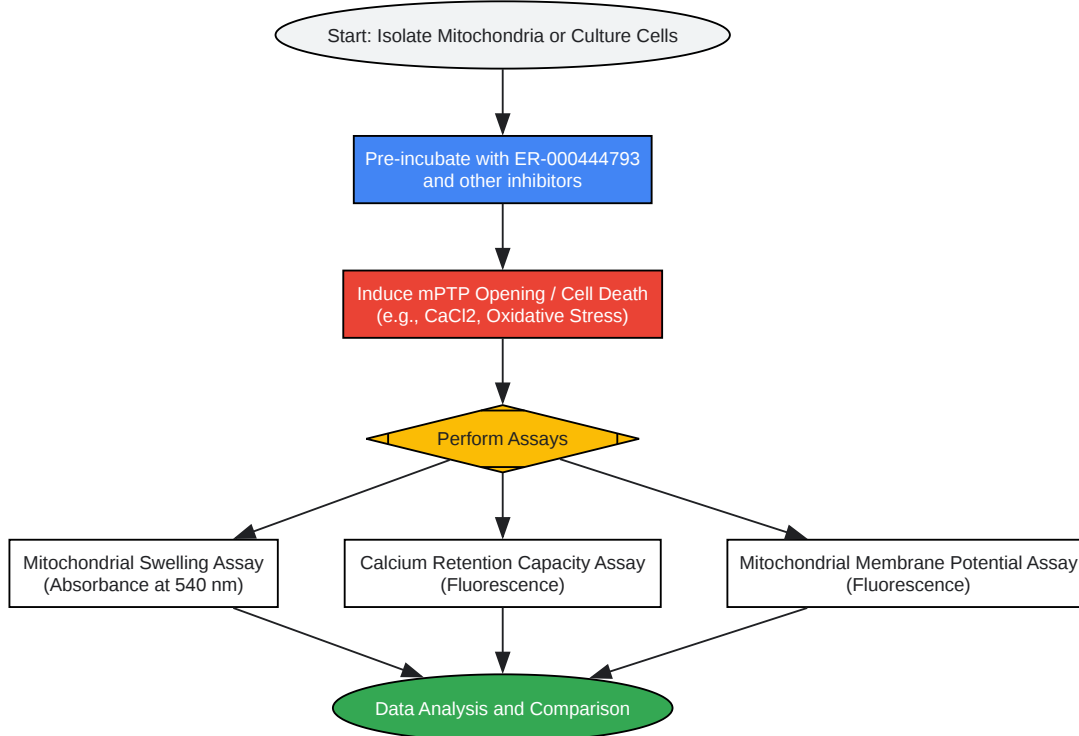 Start: Isolate Mitochondria or Culture Cells
Pre-incubate with ER-000444793
and other inhibitors
Induce mPTP Opening / Cell Death
(e.g., CaCl2, Oxidative Stress)
Perform Assays
Mitochondrial Swelling Assay
(Absorbance at 540 nm)
Calcium Retention Capacity Assay
(Fluorescence)
Mitochondrial Membrane Potential Assay
(Fluorescence)
Data Analysis and Comparison